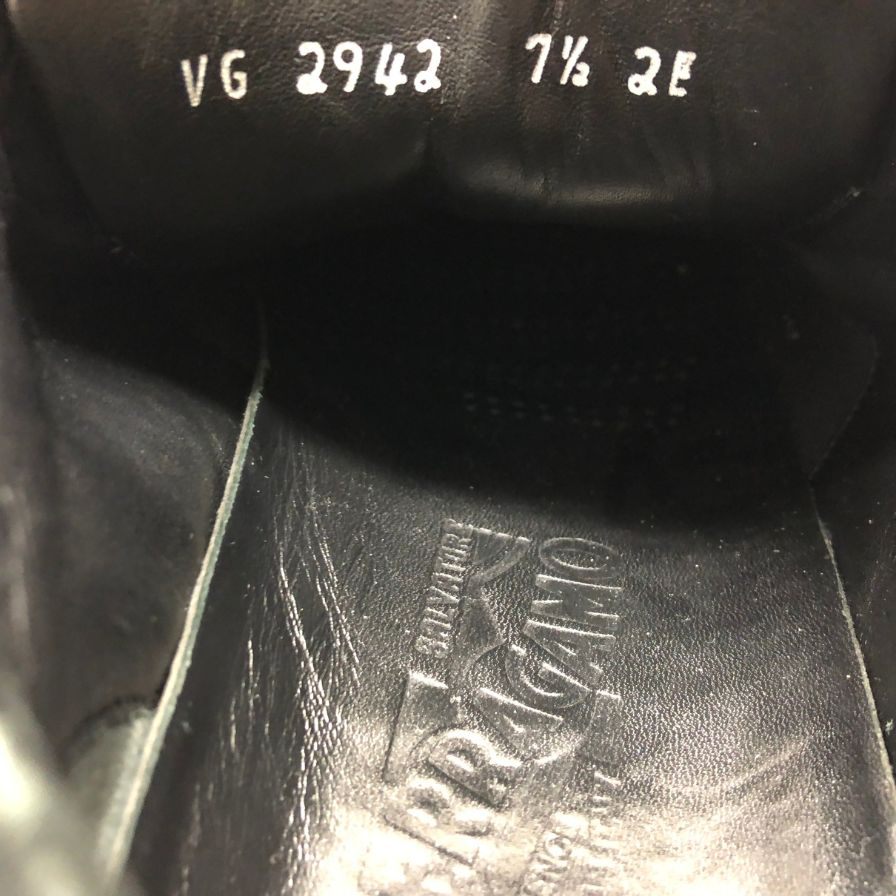 VG 2942 7½ 2E
SALVATORE
FERRAGAMO